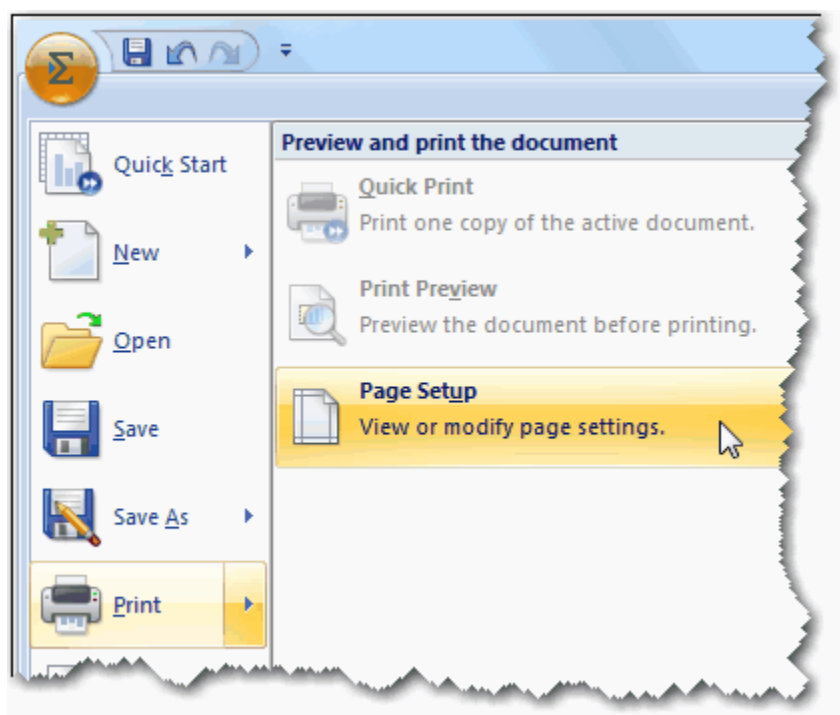 Σ
Quick Start
New
Open
Save
Save As
Print
Preview and print the document
Quick Print
Print one copy of the active document.
Print Preview
Preview the document before printing.
Page Setup
View or modify page settings.